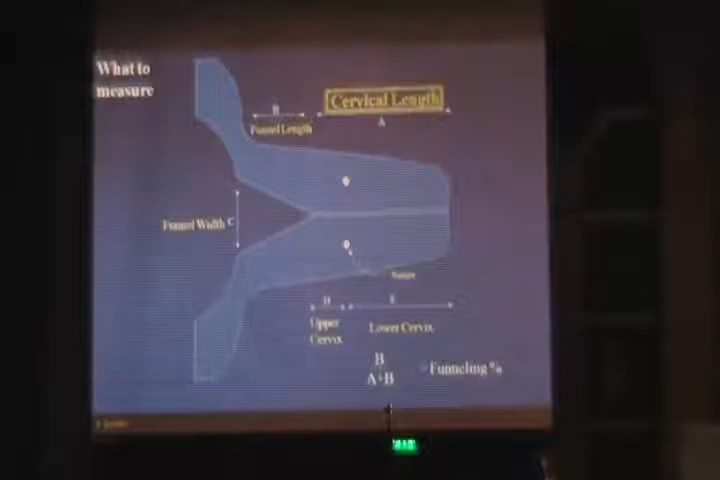 What to
measure
Cervical Length
B
A
Funnel Length
Funnel Width C
Suture
Upper
Cervix
Lower Cervix
B
A+B
=Funneling %